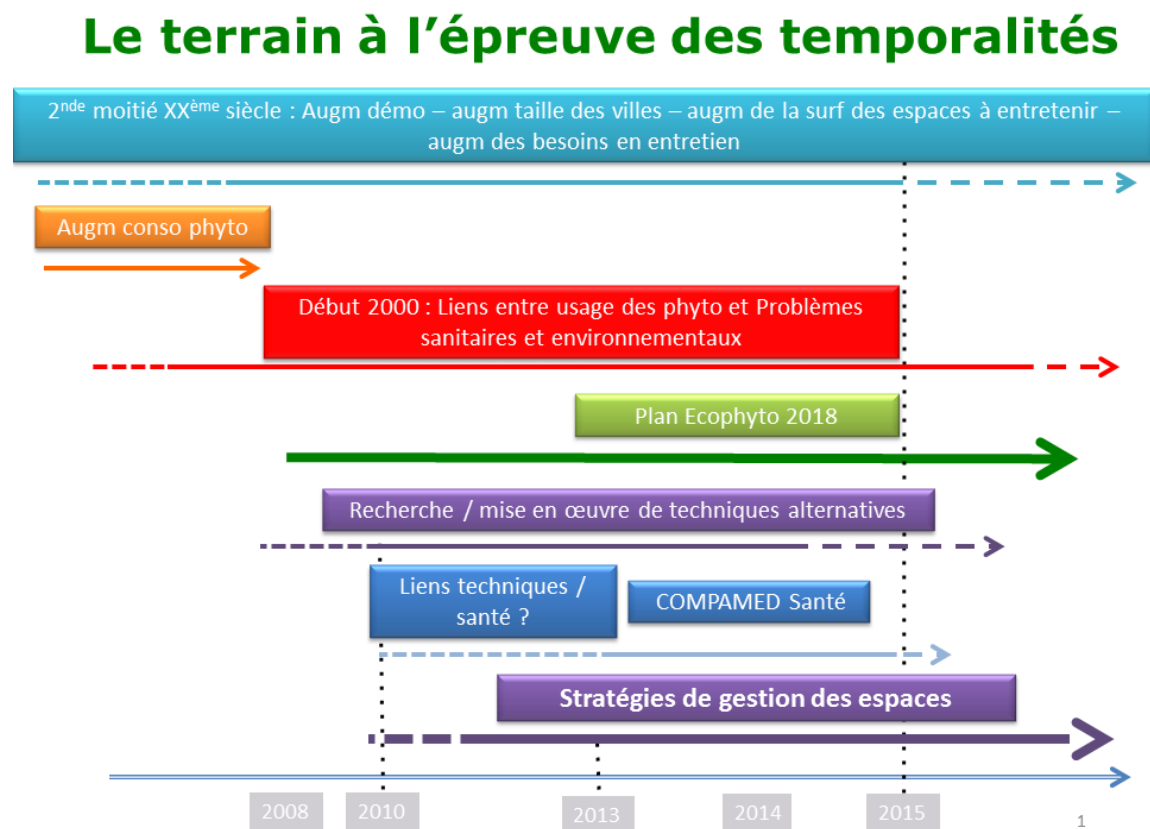 Le terrain à l’épreuve des temporalités
2nde moitié XXème siècle : Augm démo – augm taille des villes – augm de la surf des espaces à entretenir –
augm des besoins en entretien
Augm conso phyto
Début 2000 : Liens entre usage des phyto et Problèmes
sanitaires et environnementaux
Plan Ecophyto 2018
Recherche / mise en œuvre de techniques alternatives
Liens techniques /
santé ?
COMPAMED Santé
Stratégies de gestion des espaces
2008 2010 2013 2014 2015
1